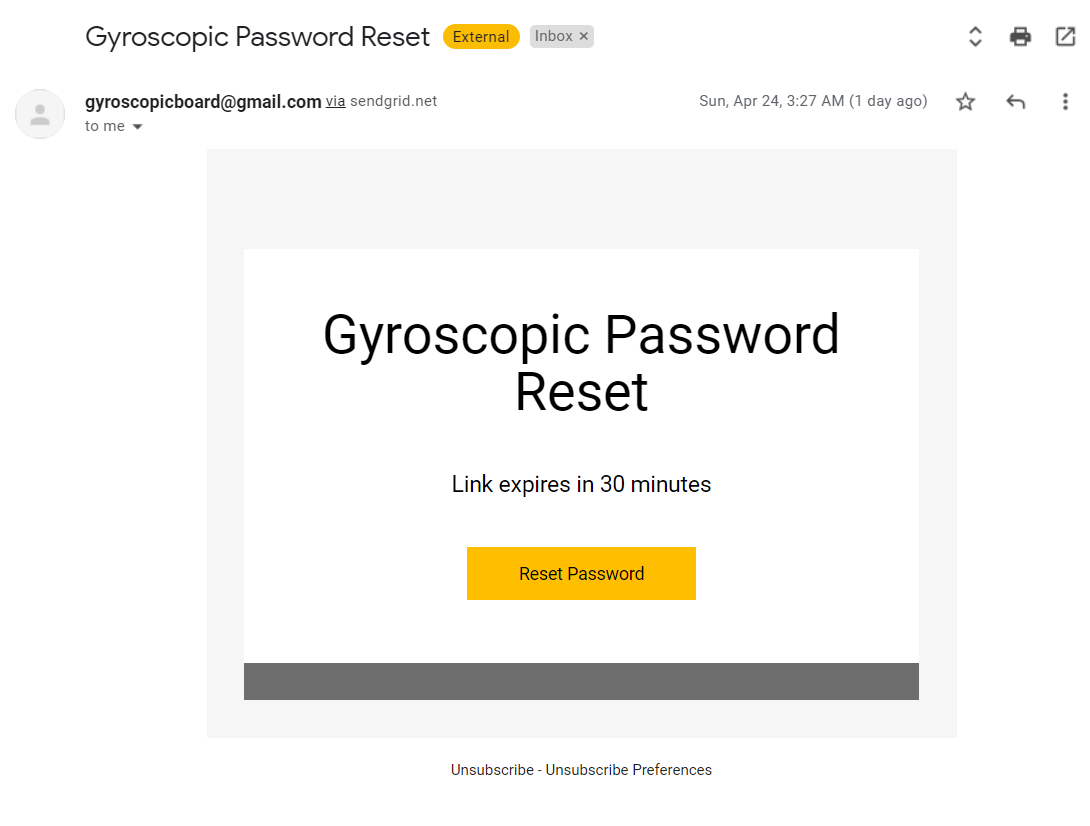 Gyroscopic Password Reset External Inbox ×
gyroscopicboard@gmail.com via sendgrid.net Sun, Apr 24, 3:27 AM (1 day ago)
to me
Gyroscopic Password
Reset
Link expires in 30 minutes
Reset Password
Unsubscribe - Unsubscribe Preferences